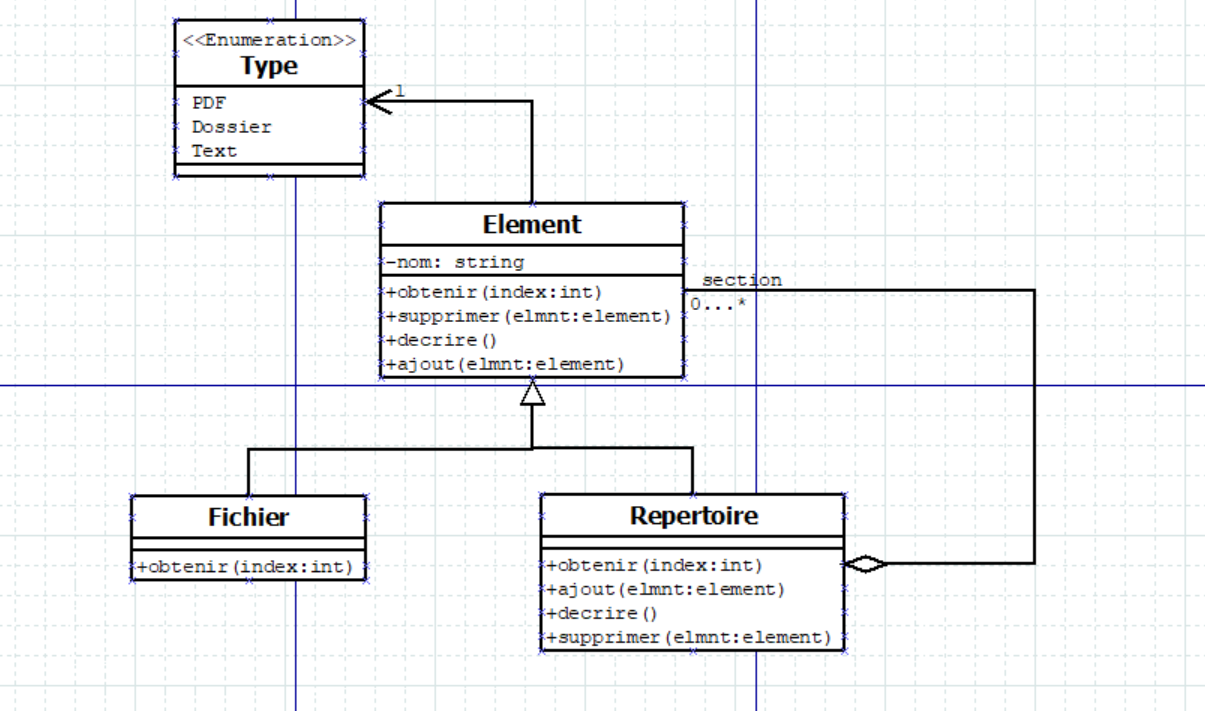 <<Enumeration>>
Type
PDF
Dossier
Text
1
Element
-nom: string
+obtenir(index:int)
+supprimer(elmnt:element)
+decrire()
+ajout(elmnt:element)
section
0...*
Fichier
+obtenir(index:int)
Repertoire
+obtenir(index:int)
+ajout(elmnt:element)
+decrire()
+supprimer(elmnt:element)